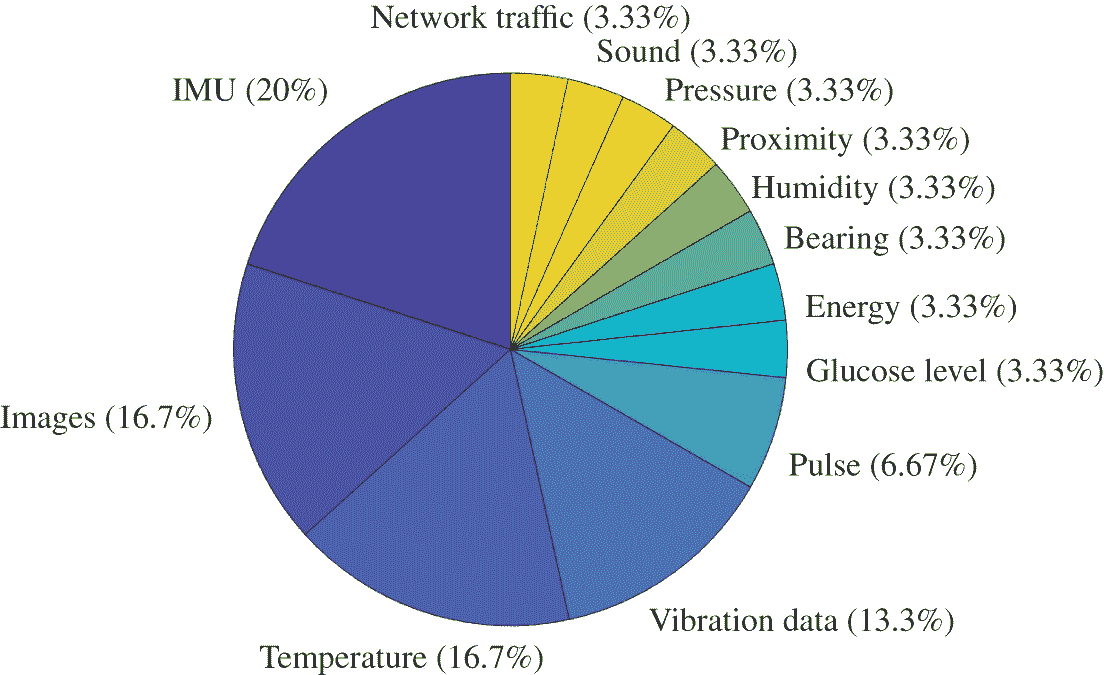 Network traffic (3.33%)
Sound (3.33%)
IMU (20%)
Pressure (3.33%)
Proximity (3.33%)
Humidity (3.33%)
Bearing (3.33%)
Energy (3.33%)
Glucose level (3.33%)
Images (16.7%)
Pulse (6.67%)
Vibration data (13.3%)
Temperature (16.7%)